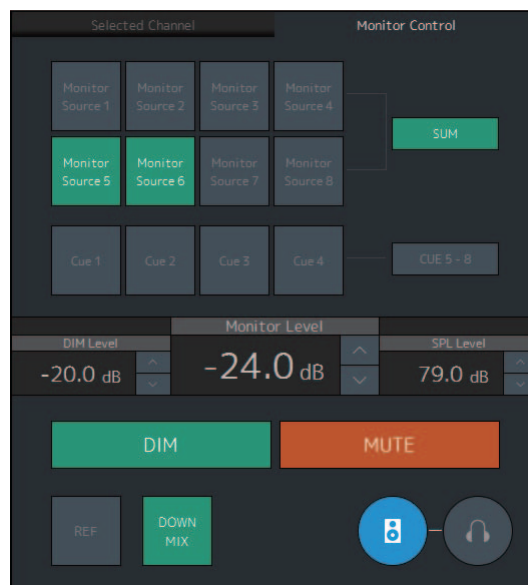 Selected Channel
Monitor Control
Monitor Source 1
Monitor Source 2
Monitor Source 3
Monitor Source 4
SUM
Monitor Source 5
Monitor Source 6
Monitor Source 7
Monitor Source 8
Cue 1
Cue 2
Cue 3
Cue 4
CUE 5 - 8
Monitor Level
DIM Level
SPL Level
-20.0 dB
-24.0 dB
79.0 dB
DIM
MUTE
REF
DOWN
MIX